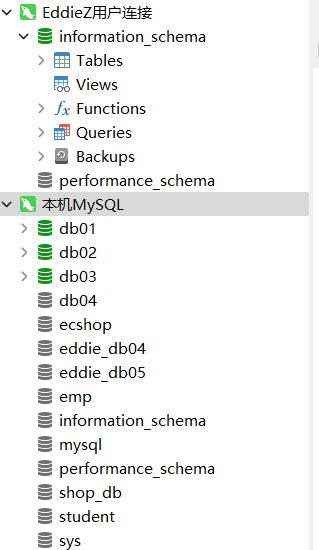 EddieZ用户连接
information_schema
Tables
Views
fx Functions
Queries
Backups
performance_schema
本机MySQL
db01
db02
db03
db04
ecshop
eddie_db04
eddie_db05
emp
information_schema
mysql
performance_schema
shop_db
student
sys